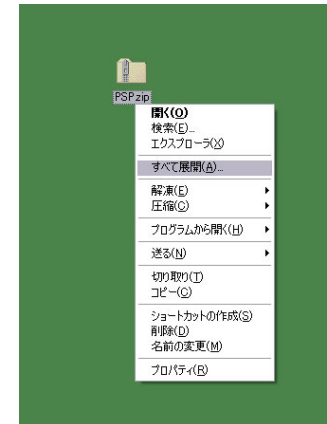 PSP.zip
開く(O)
検索(E)...
エクスプローラ(X)
すべて展開(A)...
解凍(E)
圧縮(C)
プログラムから開く(H)
送る(N)
切り取り(T)
コピー(C)
ショートカットの作成(S)
削除(D)
名前の変更(M)
プロパティ(R)